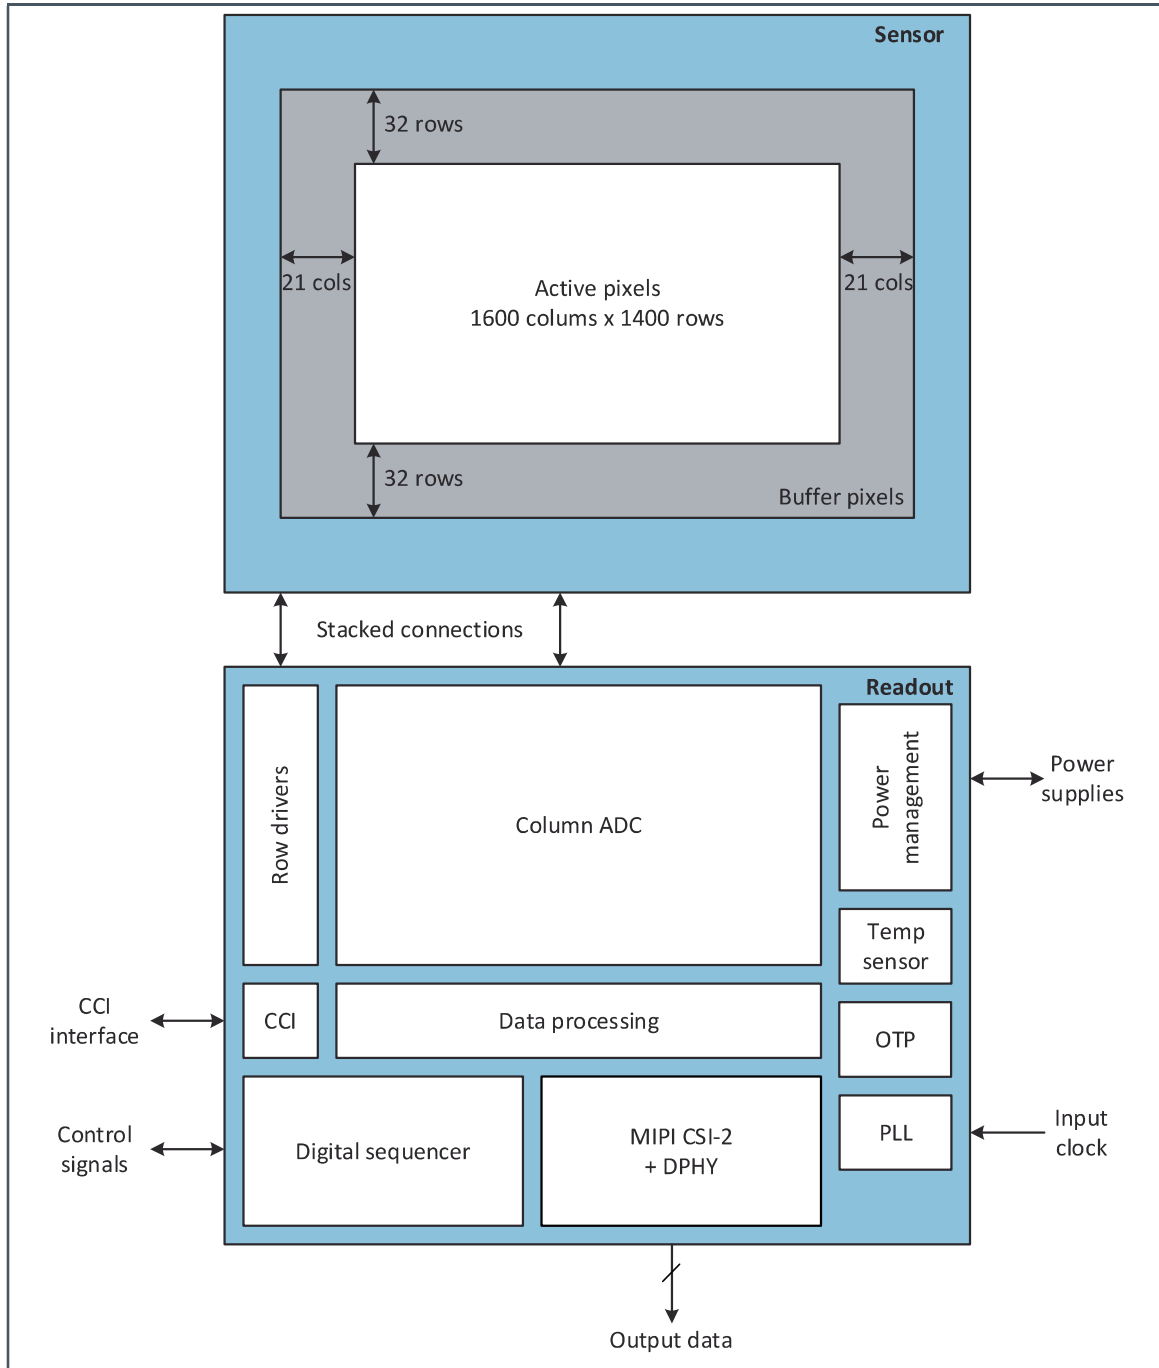 Sensor
32 rows
21 cols
21 cols
Active pixels
1600 colums x 1400 rows
32 rows
Buffer pixels
Stacked connections
Readout
Row drivers
Column ADC
Power
management
Power
supplies
Temp
sensor
CCI
interface
CCI
Data processing
OTP
Control
signals
Digital sequencer
MIPI CSI-2
+ DPHY
PLL
Input
clock
Output data